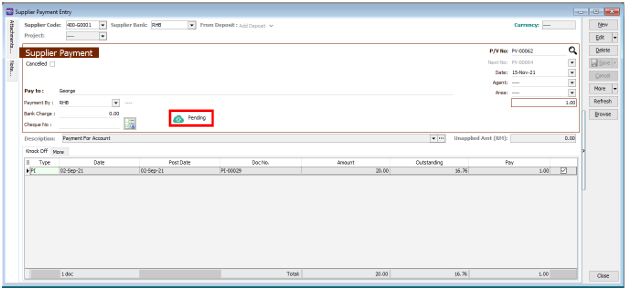 Supplier Payment Entry
Supplier Code: 400-G0001 Supplier Bank: RHB From Deposit: Add Deposit Currency: ----
Project: ----
Attachments...
Note...
Supplier Payment
P/V No: PV-00062
Cancelled
Next No: PV-00064
Date: 15-Nov-21
Agent: ----
Pay to: George
Area: ----
Payment By: RHB ----
1.00
Bank Charge: 0.00
Pending
Cheque No:
Description: Payment For Account
Unapplied Amt (RM): 0.00
Knock Off More
Type Date Post Date Doc No. Amount Outstanding Pay
PI 02-Sep-21 02-Sep-21 PI-00029 20.00 16.76 1.00
1 doc Total 20.00 16.76 1.00
New
Edit
Delete
Save
Cancel
More
Refresh
Browse
Close